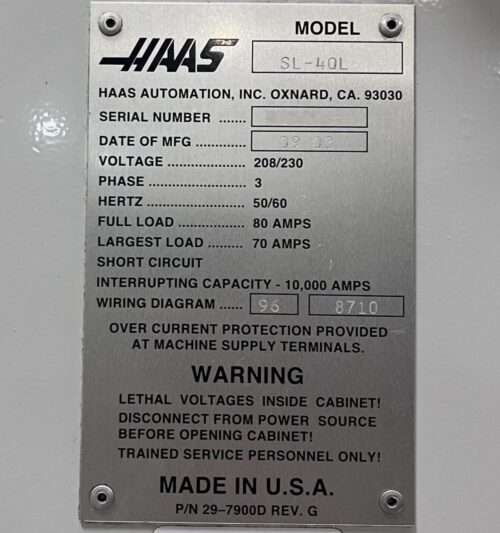 HAAS
MODEL
SL-40L
HAAS AUTOMATION, INC. OXNARD, CA. 93030
SERIAL NUMBER ......
DATE OF MFG ............. 09 03
VOLTAGE ....................... 208/230
PHASE ........................... 3
HERTZ ........................... 50/60
FULL LOAD ................... 80 AMPS
LARGEST LOAD ......... 70 AMPS
SHORT CIRCUIT
INTERRUPTING CAPACITY - 10,000 AMPS
WIRING DIAGRAM ...... 96 8710
OVER CURRENT PROTECTION PROVIDED
AT MACHINE SUPPLY TERMINALS.
WARNING
LETHAL VOLTAGES INSIDE CABINET!
DISCONNECT FROM POWER SOURCE
BEFORE OPENING CABINET!
TRAINED SERVICE PERSONNEL ONLY!
MADE IN U.S.A.
P/N 29-7900D REV. G